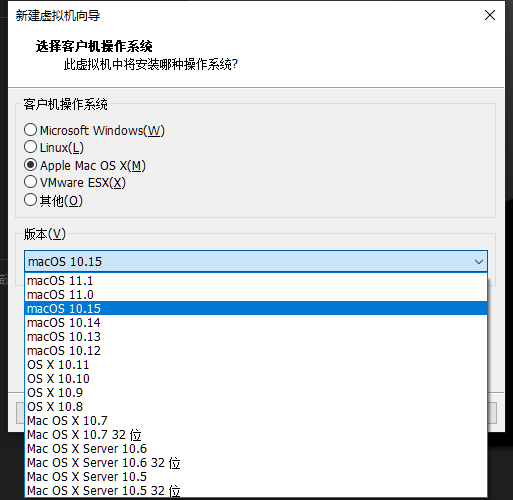 新建虚拟机向导
选择客户机操作系统
此虚拟机中将安装哪种操作系统?
客户机操作系统
Microsoft Windows(W)
Linux(L)
Apple Mac OS X(M)
VMware ESX(X)
其他(O)
版本(V)
macOS 10.15
macOS 11.1
macOS 11.0
macOS 10.15
macOS 10.14
macOS 10.13
macOS 10.12
OS X 10.11
OS X 10.10
OS X 10.9
OS X 10.8
Mac OS X 10.7
Mac OS X 10.7 32 位
Mac OS X Server 10.6
Mac OS X Server 10.6 32 位
Mac OS X Server 10.5
Mac OS X Server 10.5 32 位